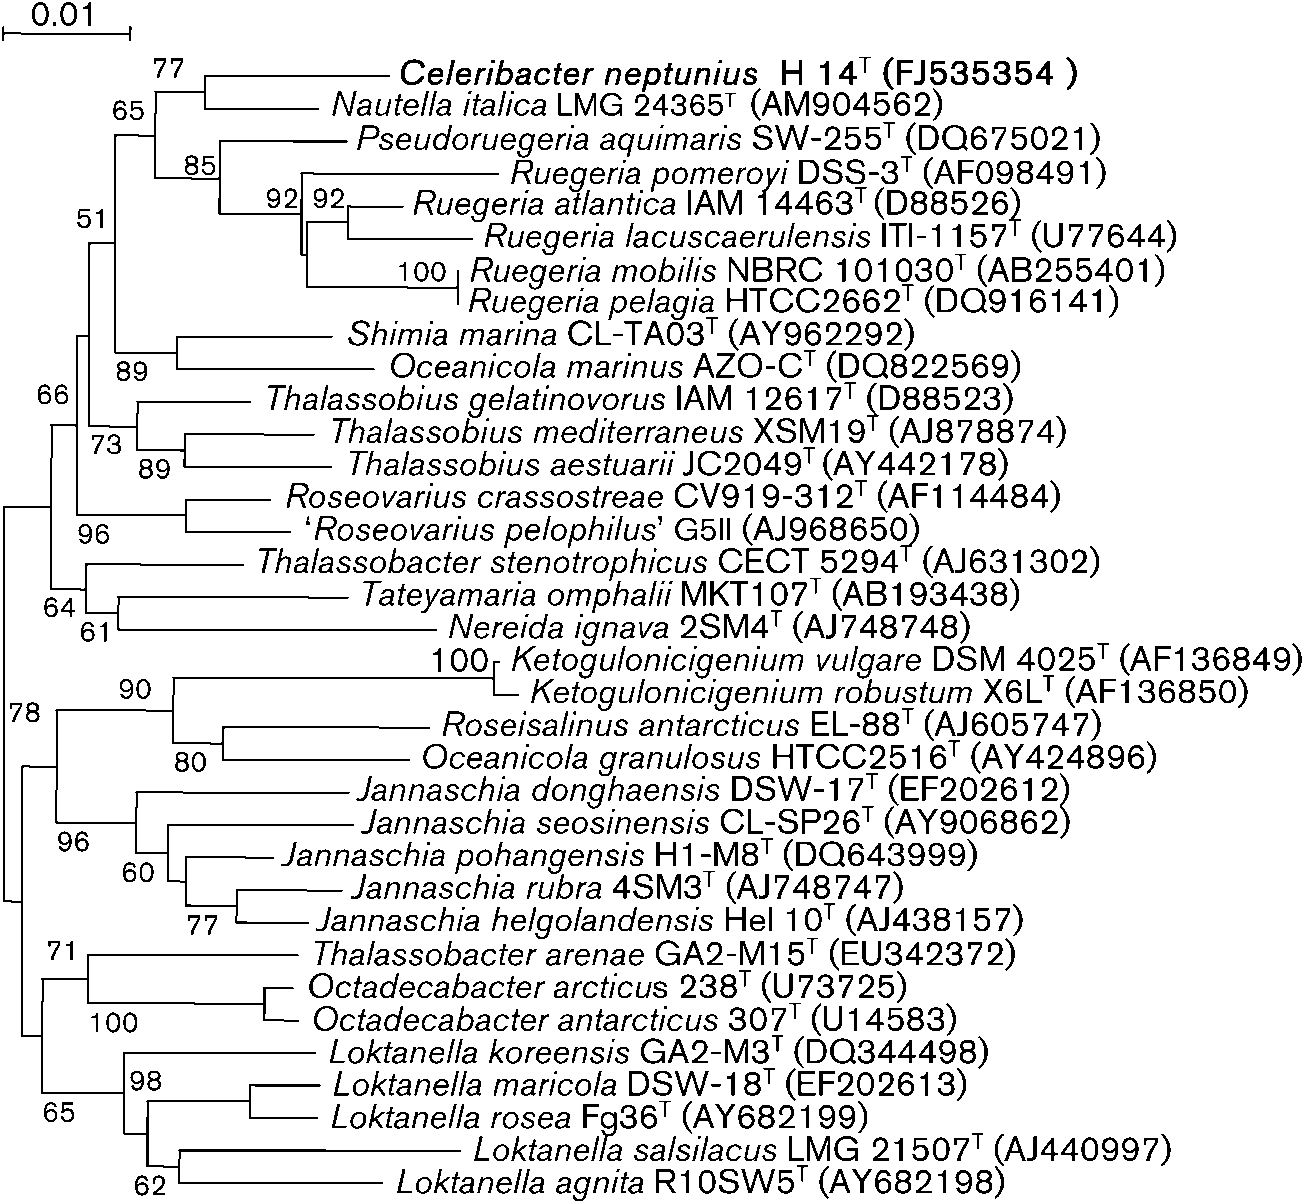 0.01
77
Celeribacter neptunius H 14ᵀ (FJ535354 )
65
Nautella italica LMG 24365ᵀ (AM904562)
Pseudoruegeria aquimaris SW-255ᵀ (DQ675021)
85
Ruegeria pomeroyi DSS-3ᵀ (AF098491)
92 92
Ruegeria atlantica IAM 14463ᵀ (D88526)
51
Ruegeria lacuscaerulensis ITI-1157ᵀ (U77644)
100
Ruegeria mobilis NBRC 101030ᵀ (AB255401)
Ruegeria pelagia HTCC2662ᵀ (DQ916141)
Shimia marina CL-TA03ᵀ (AY962292)
89
Oceanicola marinus AZO-Cᵀ (DQ822569)
66
Thalassobius gelatinovorus IAM 12617ᵀ (D88523)
73
Thalassobius mediterraneus XSM19ᵀ (AJ878874)
89
Thalassobius aestuarii JC2049ᵀ (AY442178)
Roseovarius crassostreae CV919-312ᵀ (AF114484)
96
‘Roseovarius pelophilus’ G5II (AJ968650)
Thalassobacter stenotrophicus CECT 5294ᵀ (AJ631302)
64
Tateyamaria omphalii MKT107ᵀ (AB193438)
61
Nereida ignava 2SM4ᵀ (AJ748748)
100
Ketogulonicigenium vulgare DSM 4025ᵀ (AF136849)
90
Ketogulonicigenium robustum X6Lᵀ (AF136850)
78
Roseisalinus antarcticus EL-88ᵀ (AJ605747)
80
Oceanicola granulosus HTCC2516ᵀ (AY424896)
Jannaschia donghaensis DSW-17ᵀ (EF202612)
96
Jannaschia seosinensis CL-SP26ᵀ (AY906862)
60
Jannaschia pohangensis H1-M8ᵀ (DQ643999)
Jannaschia rubra 4SM3ᵀ (AJ748747)
77
Jannaschia helgolandensis Hel 10ᵀ (AJ438157)
71
Thalassobacter arenae GA2-M15ᵀ (EU342372)
Octadecabacter arcticus 238ᵀ (U73725)
100
Octadecabacter antarcticus 307ᵀ (U14583)
Loktanella koreensis GA2-M3ᵀ (DQ344498)
98
Loktanella maricola DSW-18ᵀ (EF202613)
65
Loktanella rosea Fg36ᵀ (AY682199)
Loktanella salsilacus LMG 21507ᵀ (AJ440997)
62
Loktanella agnita R10SW5ᵀ (AY682198)